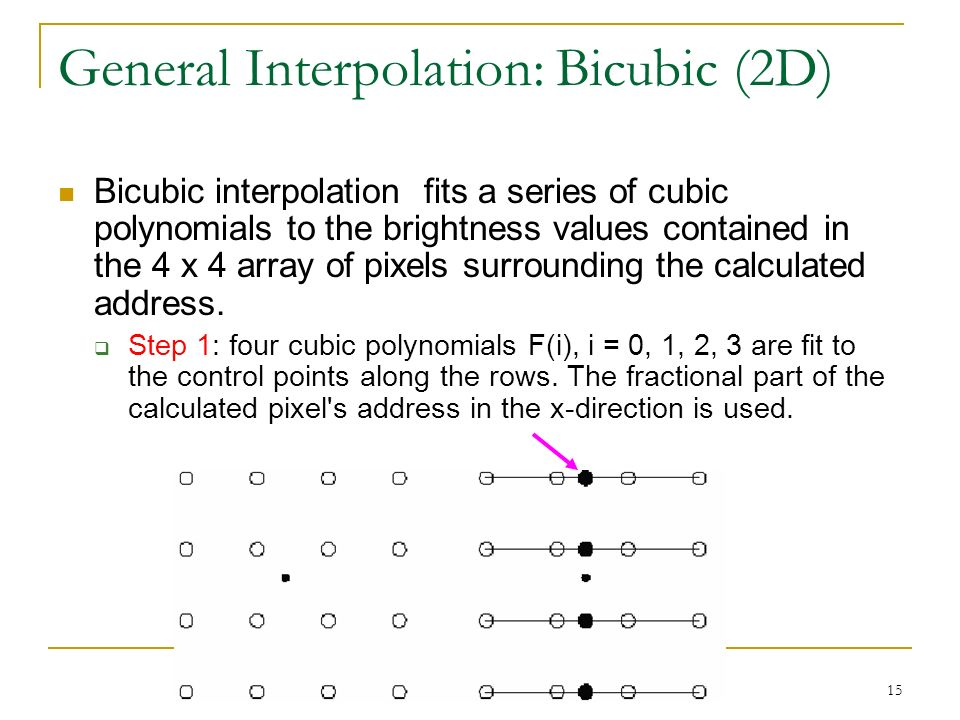 General Interpolation: Bicubic (2D)
Bicubic interpolation fits a series of cubic
polynomials to the brightness values contained in
the 4 x 4 array of pixels surrounding the calculated
address.
Step 1: four cubic polynomials F(i), i = 0, 1, 2, 3 are fit to
the control points along the rows. The fractional part of the
calculated pixel's address in the x-direction is used.
15